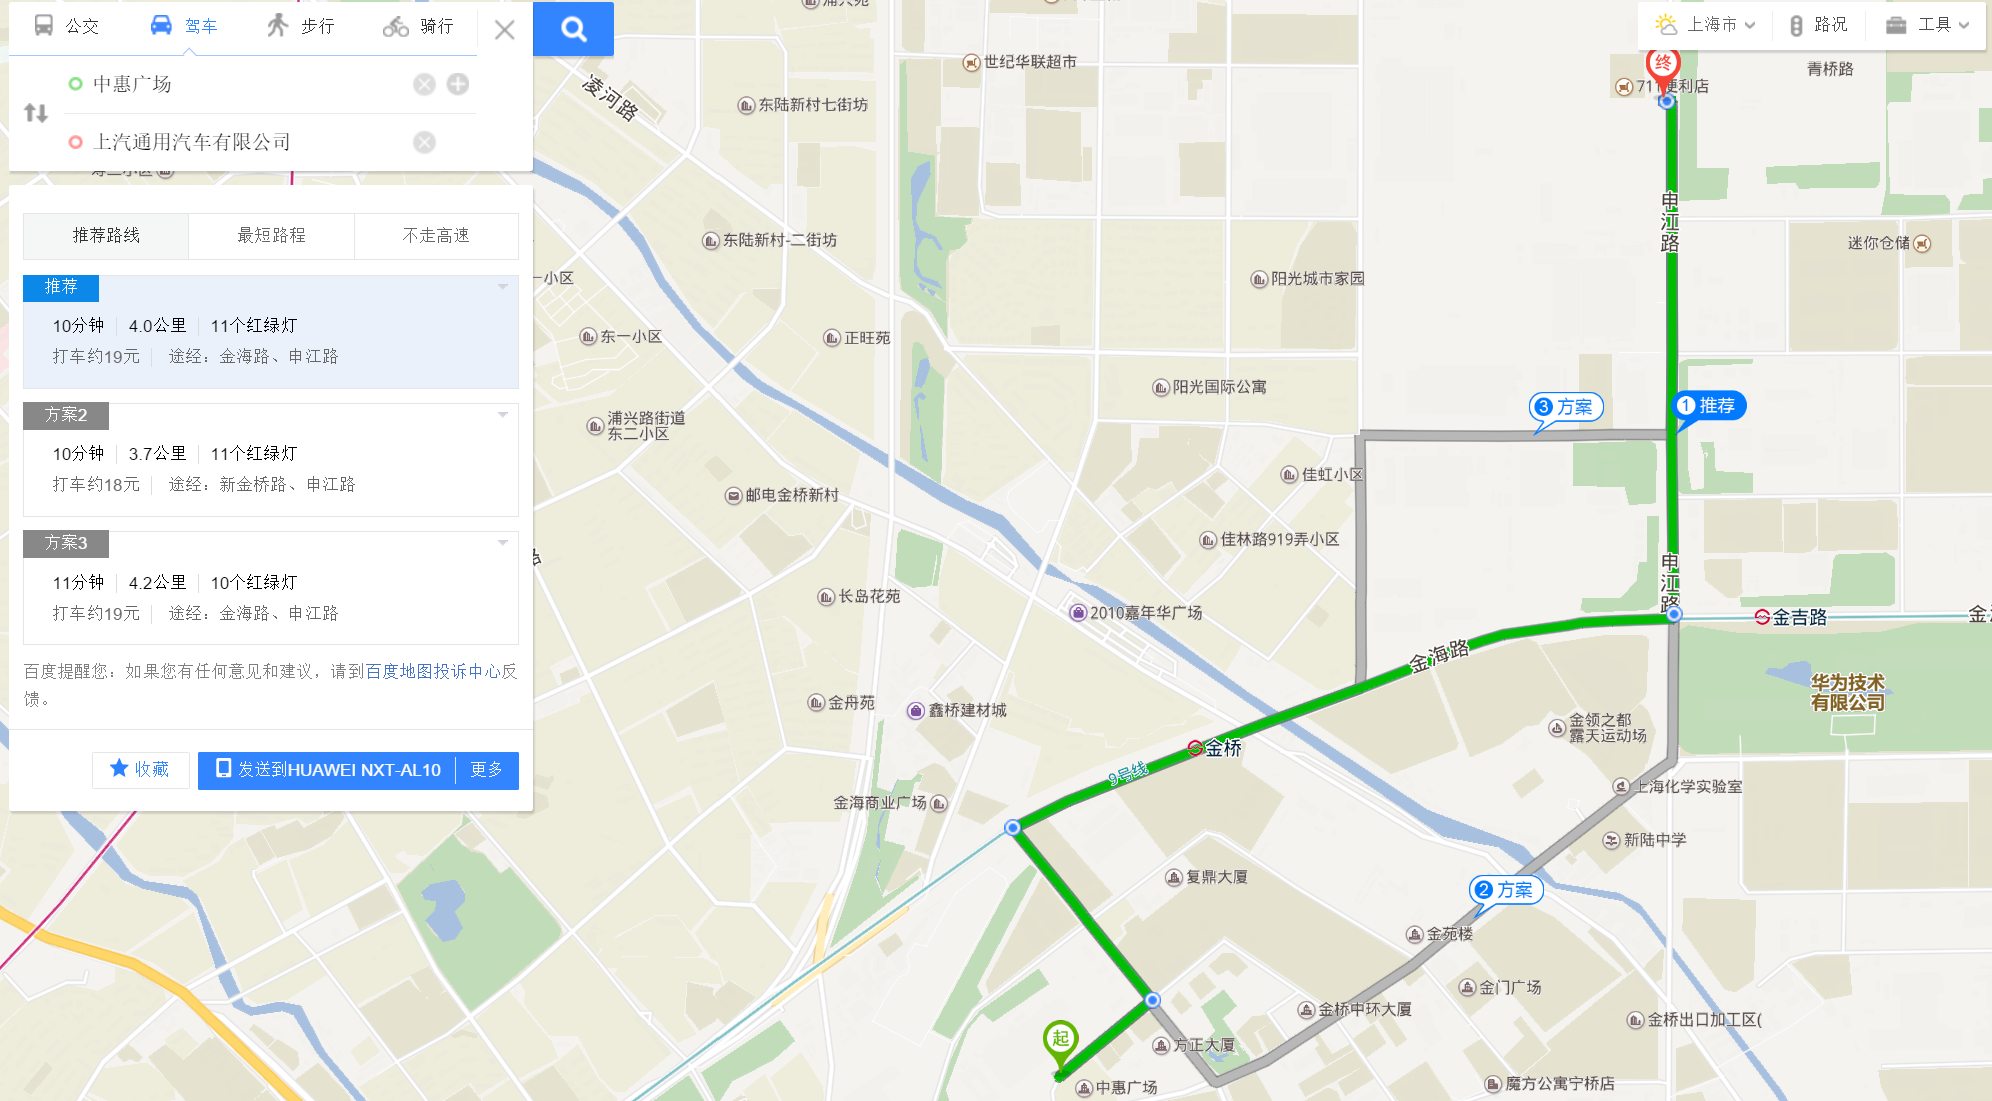 公交
驾车
步行
骑行
中惠广场
上汽通用汽车有限公司
推荐路线
最短路程
不走高速
推荐
10分钟 4.0公里 11个红绿灯
打车约19元 途经：金海路、申江路
方案2
10分钟 3.7公里 11个红绿灯
打车约18元 途经：新金桥路、申江路
方案3
11分钟 4.2公里 10个红绿灯
打车约19元 途经：金海路、申江路
百度提醒您：如果您有任何意见和建议，请到百度地图投诉中心反
馈。
收藏
发送到HUAWEI NXT-AL10
更多
上海市
路况
工具
世纪华联超市
凌河路
东陆新村七街坊
终
青桥路
申江路
东陆新村-二街坊
迷你仓储
一小区
阳光城市家园
东一小区
正旺苑
阳光国际公寓
3 方案
1 推荐
浦兴路街道
东二小区
佳虹小区
邮电金桥新村
佳林路919弄小区
申江路
长岛花苑
2010嘉年华广场
金吉路
金海路
华为技术
有限公司
金舟苑
鑫桥建材城
金领之都
露天运动场
金桥
9号线
上海化学实验室
金海商业广场
新陆中学
复鼎大厦
2 方案
金苑楼
金门广场
金桥中环大厦
金桥出口加工区(
起
方正大厦
中惠广场
魔方公寓宁桥店